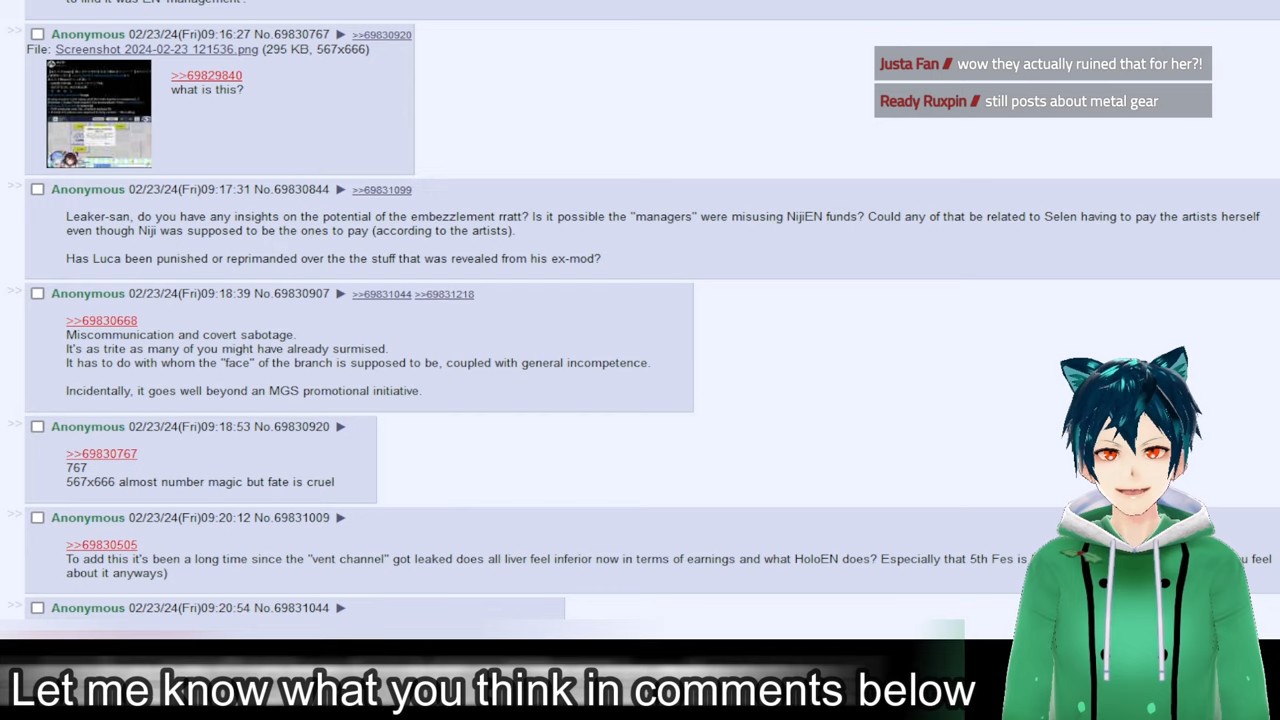 to find it was EN management?
>> Anonymous 02/23/24(Fri)09:16:27 No.69830767 ▶ >>69830920
File: Screenshot 2024-02-23 121536.png (295 KB, 567x666)
>>69829840
what is this?
Justa Fan // wow they actually ruined that for her?!
Ready Ruxpin // still posts about metal gear
>> Anonymous 02/23/24(Fri)09:17:31 No.69830844 ▶ >>69831099
Leaker-san, do you have any insights on the potential of the embezzlement rratt? Is it possible the "managers" were misusing NijiEN funds? Could any of that be related to Selen having to pay the artists herself
even though Niji was supposed to be the ones to pay (according to the artists).
Has Luca been punished or reprimanded over the the stuff that was revealed from his ex-mod?
>> Anonymous 02/23/24(Fri)09:18:39 No.69830907 ▶ >>69831044 >>69831218
>>69830668
Miscommunication and covert sabotage.
It's as trite as many of you might have already surmised.
It has to do with whom the "face" of the branch is supposed to be, coupled with general incompetence.
Incidentally, it goes well beyond an MGS promotional initiative.
>> Anonymous 02/23/24(Fri)09:18:53 No.69830920 ▶
>>69830767
767
567x666 almost number magic but fate is cruel
>> Anonymous 02/23/24(Fri)09:20:12 No.69831009 ▶
>>69830505
To add this it's been a long time since the "vent channel" got leaked does all liver feel inferior now in terms of earnings and what HoloEN does? Especially that 5th Fes is
u feel
about it anyways)
>> Anonymous 02/23/24(Fri)09:20:54 No.69831044 ▶
Let me know what you think in comments below